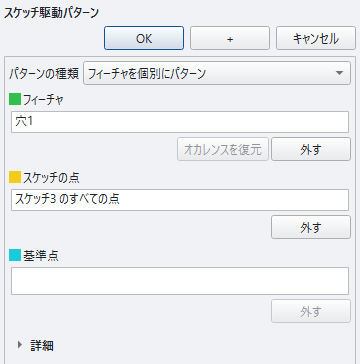 スケッチ駆動パターン
OK + キャンセル
パターンの種類 フィーチャを個別にパターン
フィーチャ
穴1
オカレンスを復元 外す
スケッチの点
スケッチ3 のすべての点
外す
基準点
外す
詳細